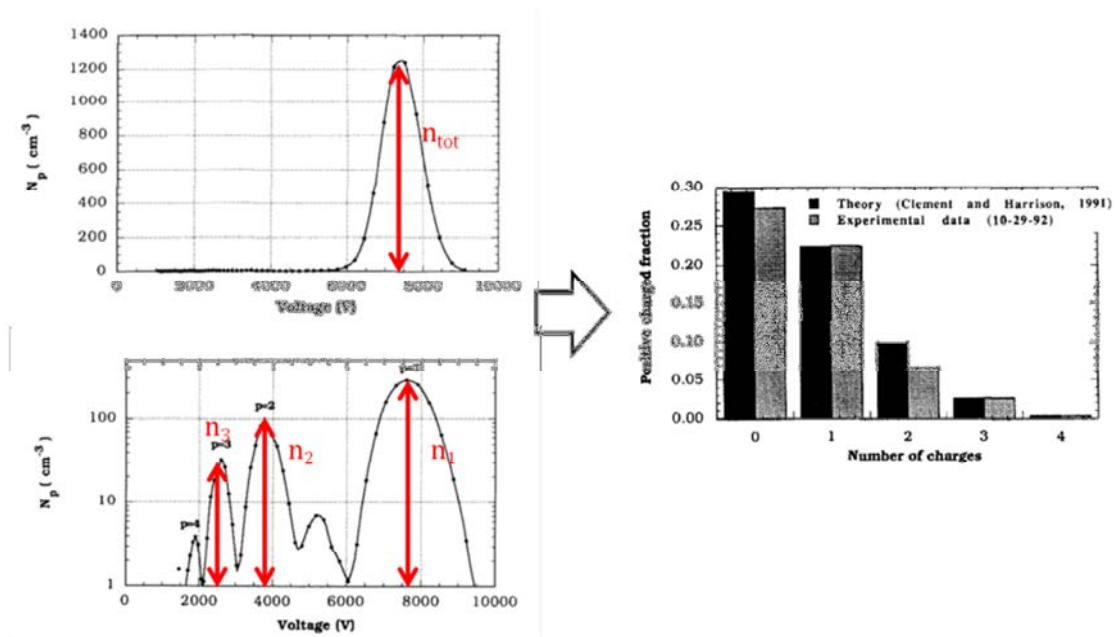 1400
1200
1000
800
600
400
200
0
N_p ( cm^-3 )
n_tot
0 2000 4000 6000 8000 10000
Voltage (V)
100
10
1
N_p ( cm^-3 )
p=4
n_3
p=3
p=2
n_2
n_1
0 2000 4000 6000 8000 10000
Voltage (V)
0.30
0.25
0.20
0.15
0.10
0.05
0.00
Positive charged fraction
Theory (Clement and Harrison, 1991)
Experimental data (10-29-92)
0 1 2 3 4
Number of charges